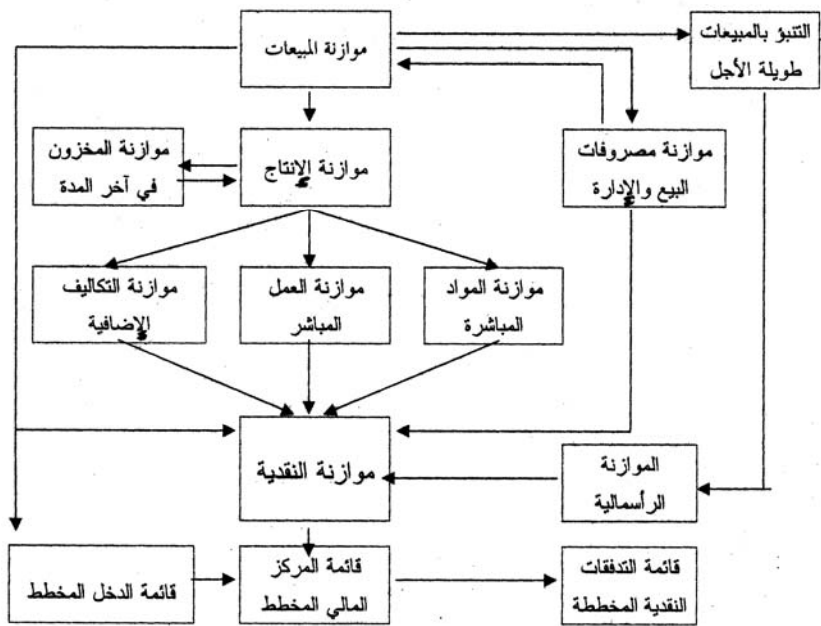 التنبؤ بالمبيعات
طويلة الأجل
موازنة المبيعات
موازنة مصروفات
البيع والإدارة
موازنة الإنتاج
موازنة المخزون
في آخر المدة
موازنة المواد
المباشرة
موازنة العمل
المباشر
موازنة التكاليف
الإضافية
موازنة النقدية
الموازنة
الرأسمالية
قائمة التدفقات
النقدية المخططة
قائمة المركز
المالي المخطط
قائمة الدخل المخطط